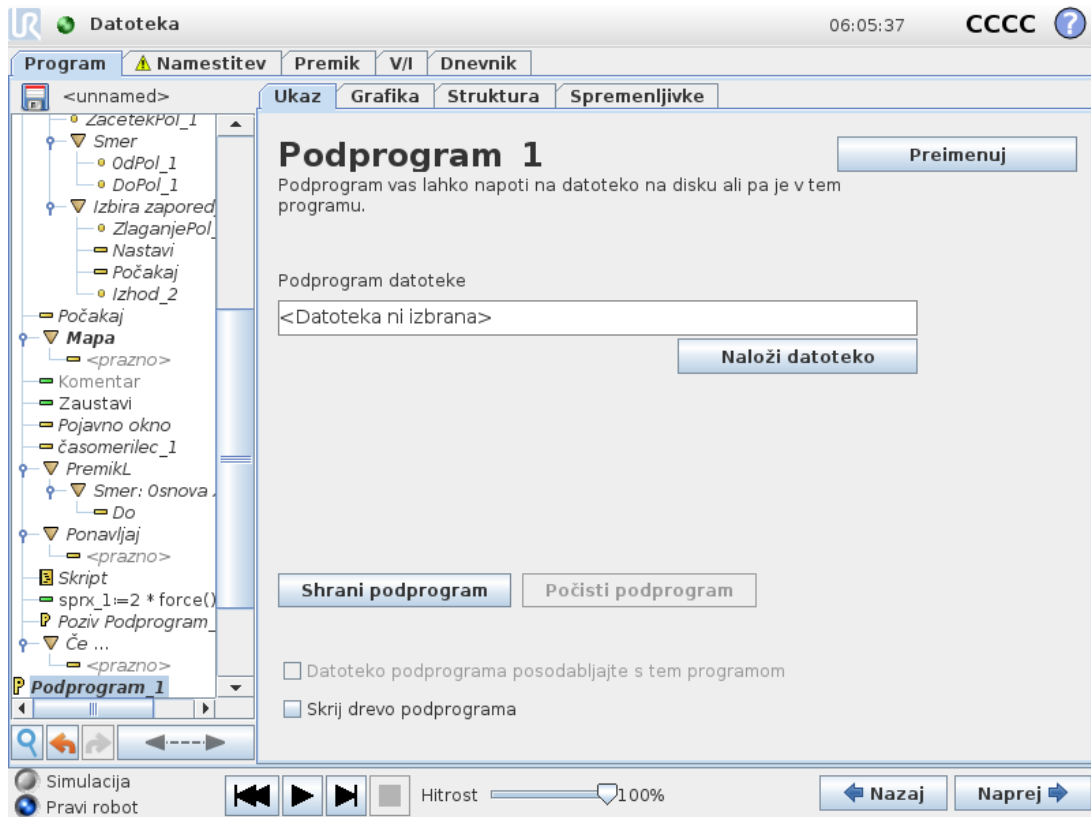 Datoteka
06:05:37
CCCC
?
Program
Namestitev
Premik
V/I
Dnevnik
<unnamed>
Ukaz
Grafika
Struktura
Spremenljivke
ZacetekPol_1
Smer
OdPol_1
DoPol_1
Izbira zapored
ZlaganjePol_
Nastavi
Počakaj
Izhod_2
Počakaj
Mapa
<prazno>
Komentar
Zaustavi
Pojavno okno
časomerilec_1
PremikL
Smer: Osnova
Do
Ponavljaj
<prazno>
Skript
sprx_1:=2 * force()
Poziv Podprogram_
Če ...
<prazno>
Podprogram_1
Podprogram 1
Preimenuj
Podprogram vas lahko napoti na datoteko na disku ali pa je v tem
programu.
Podprogram datoteke
<Datoteka ni izbrana>
Naloži datoteko
Shrani podprogram
Počisti podprogram
Datoteko podprograma posodabljajte s tem programom
Skrij drevo podprograma
Simulacija
Pravi robot
Hitrost
100%
Nazaj
Naprej